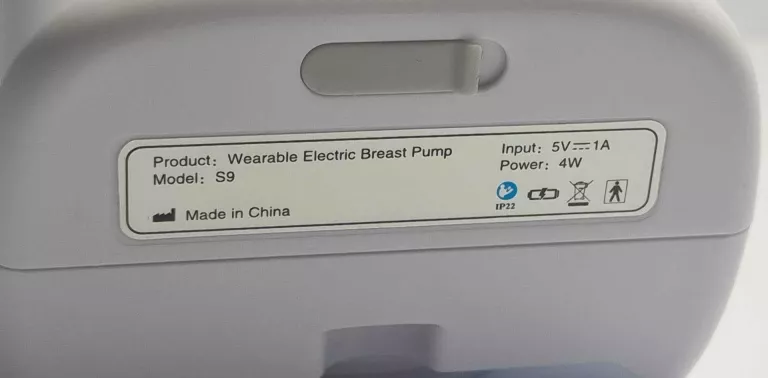 Product: Wearable Electric Breast Pump
Model: S9
Made in China
Input: 5V⎓1A
Power: 4W
IP22